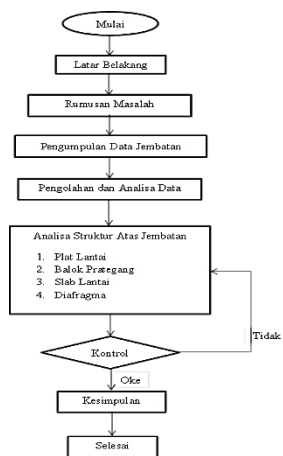 Mulai
Latar Belakang
Rumusan Masalah
Pengumpulan Data Jembatan
Pengolahan dan Analisa Data
Analisa Struktur Atas Jembatan
1. Plat Lantai
2. Balok Prategang
3. Slab Lantai
4. Diafragma
Tidak
Kontrol
Oke
Kesimpulan
Selesai